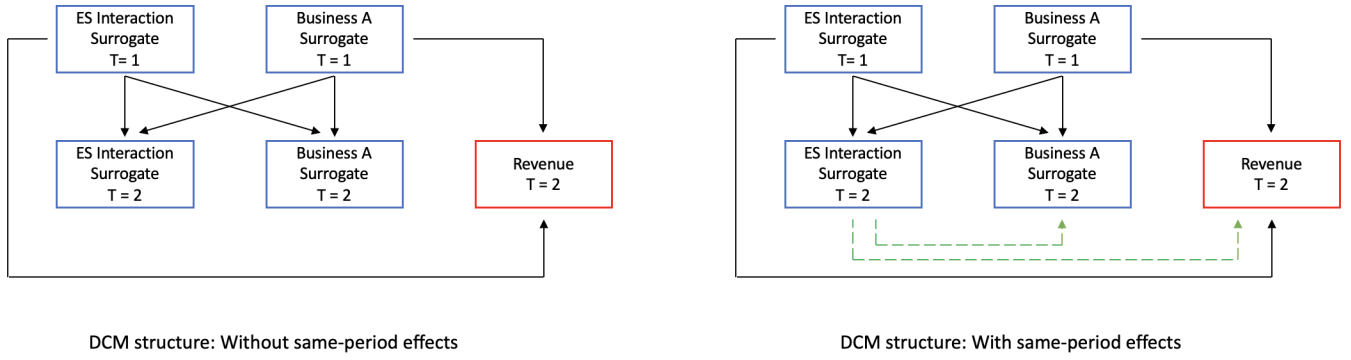 ES Interaction
Surrogate
T= 1
Business A
Surrogate
T = 1
ES Interaction
Surrogate
T = 2
Business A
Surrogate
T = 2
Revenue
T = 2
DCM structure: Without same-period effects
ES Interaction
Surrogate
T= 1
Business A
Surrogate
T = 1
ES Interaction
Surrogate
T = 2
Business A
Surrogate
T = 2
Revenue
T = 2
DCM structure: With same-period effects